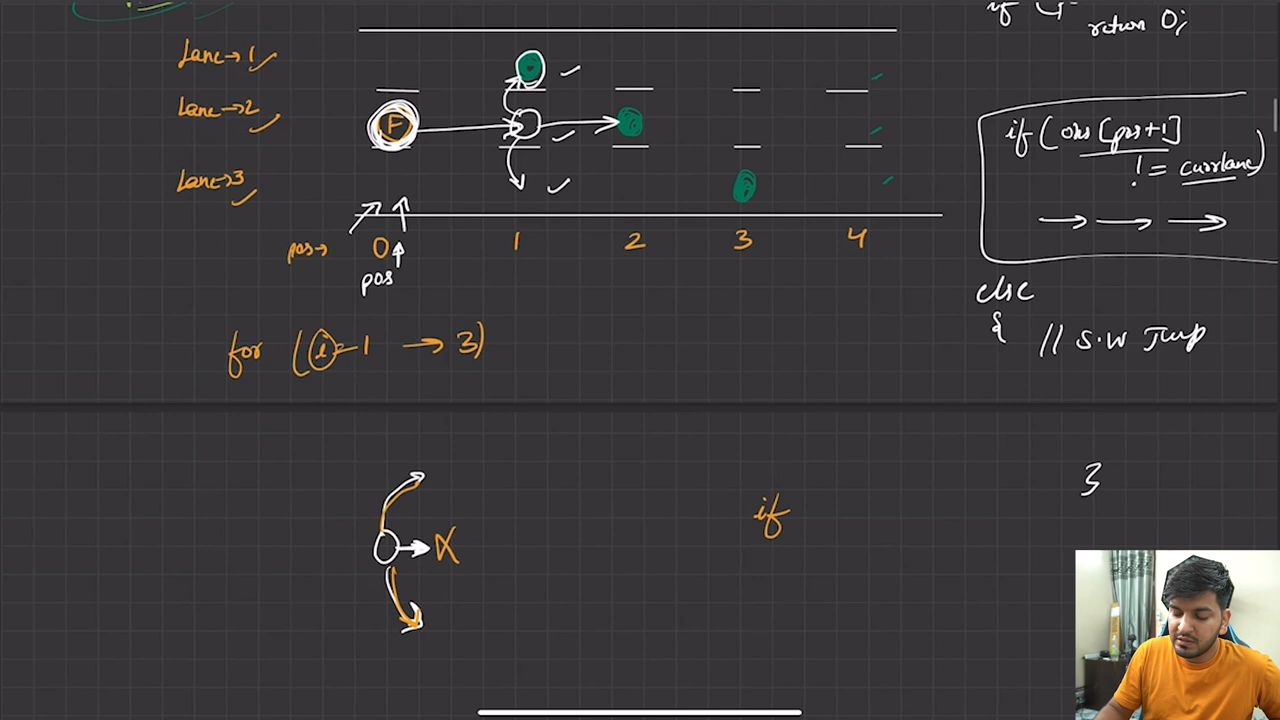 Lane→1
Lane→2
Lane→3
F
pos→ 0 1 2 3 4
pos
for (i=1 → 3)
if
return 0;
if (obs[pos+1]
!= currlane)
else
{
// S.W Jump
}
if